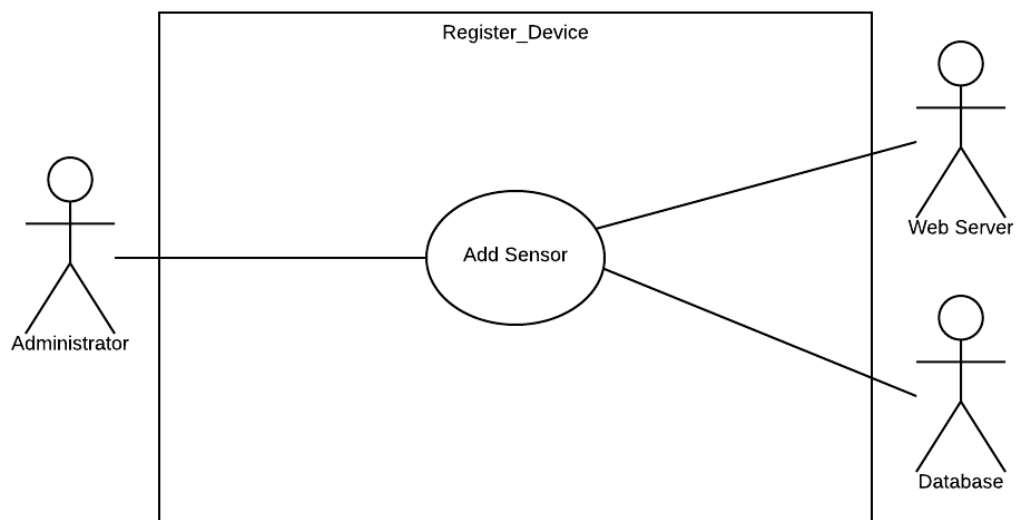 Register_Device
Web Server
Add Sensor
Administrator
Database